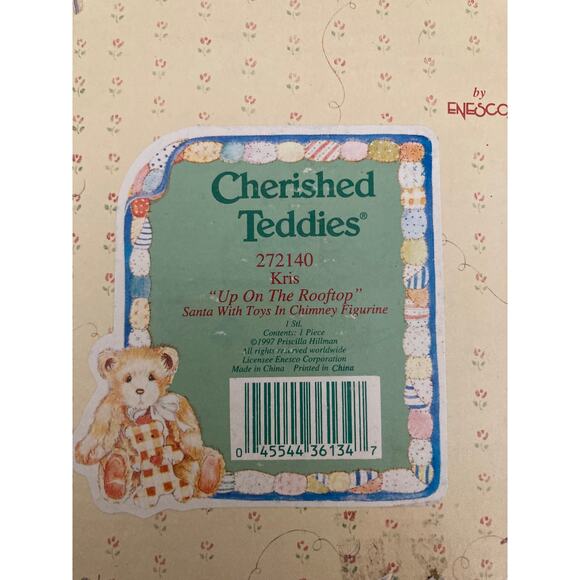 by
ENESCO
Cherished
Teddies®
272140
Kris
"Up On The Rooftop"
Santa With Toys In Chimney Figurine
1 Stl.
Contents: 1 Piece
©1997 Priscilla Hillman
All rights reserved worldwide
Licensee Enesco Corporation
Made in China Printed in China
0 45544 36134 7